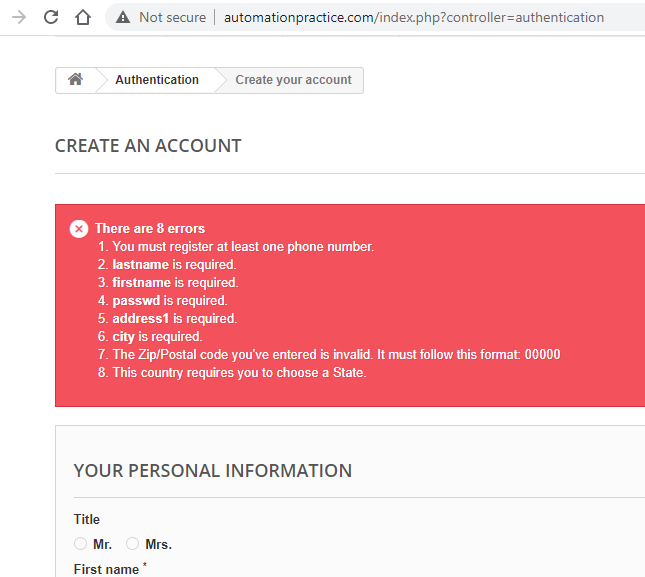 Not secure | automationpractice.com/index.php?controller=authentication
Authentication Create your account
CREATE AN ACCOUNT
There are 8 errors
1. You must register at least one phone number.
2. lastname is required.
3. firstname is required.
4. passwd is required.
5. address1 is required.
6. city is required.
7. The Zip/Postal code you've entered is invalid. It must follow this format: 00000
8. This country requires you to choose a State.
YOUR PERSONAL INFORMATION
Title
Mr. Mrs.
First name *